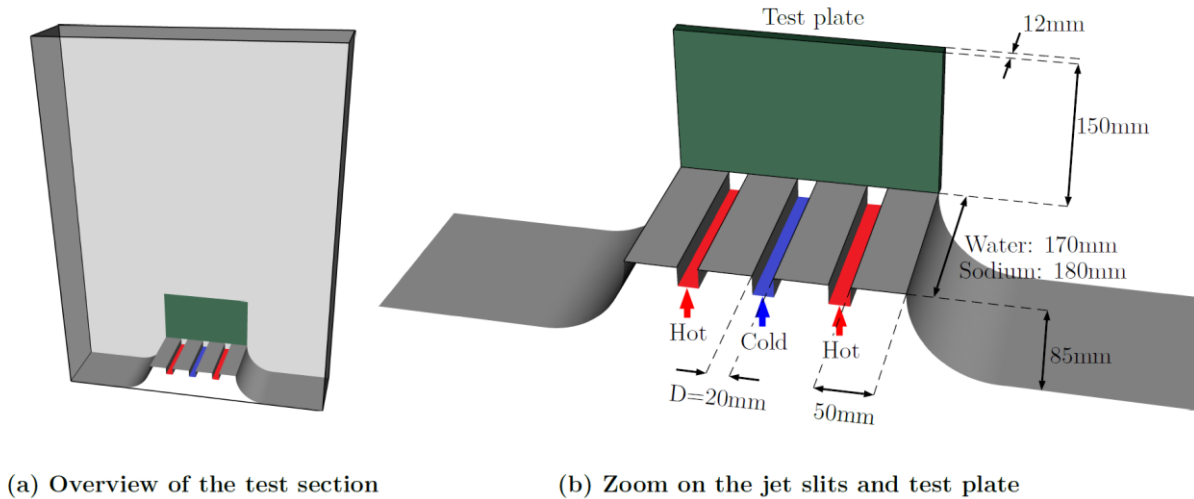 Test plate
12mm
150mm
Water: 170mm
Sodium: 180mm
Hot
Cold
Hot
85mm
D=20mm
50mm
(a) Overview of the test section
(b) Zoom on the jet slits and test plate